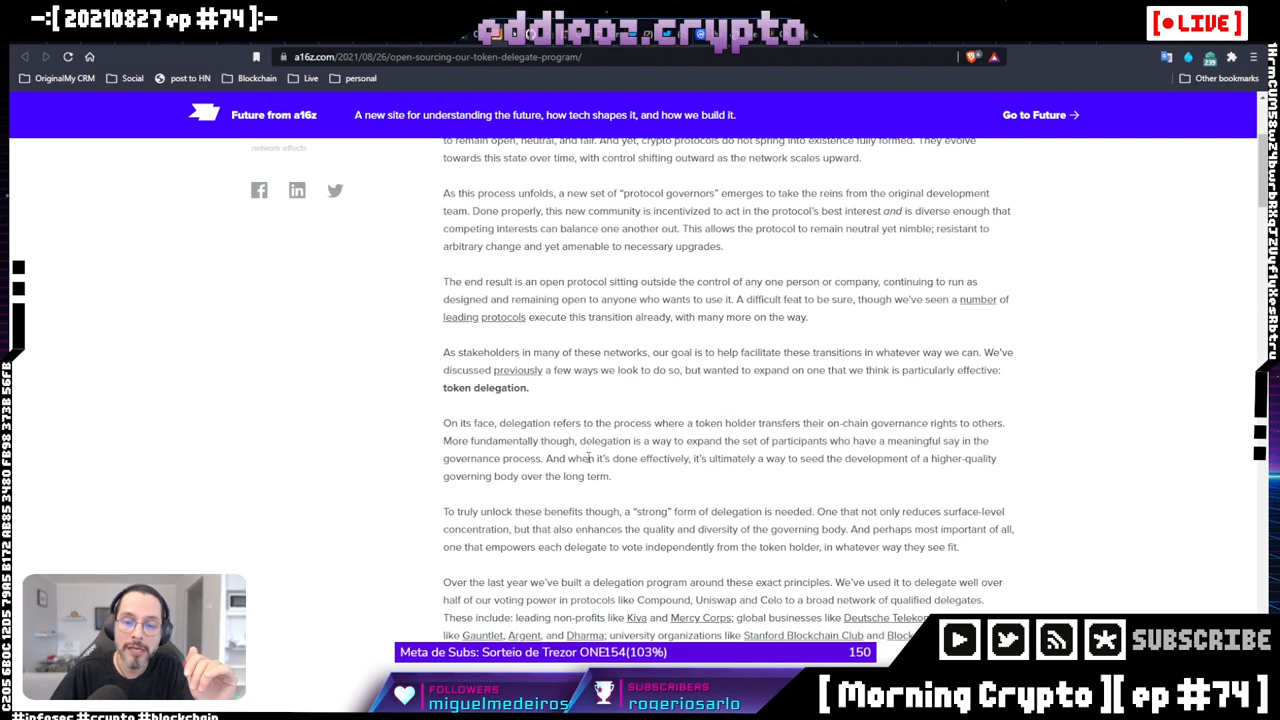 -:[ 20210827 ep #74 ]:-
eddieoz.crypto
[ LIVE ]
a16z.com/2021/08/26/open-sourcing-our-token-delegate-program/
239
OriginalMy CRM
Social
post to HN
Blockchain
Live
personal
Other bookmarks
Future from a16z
A new site for understanding the future, how tech shapes it, and how we build it.
Go to Future →
network effects
to remain open, neutral, and fair. And yet, crypto protocols do not spring into existence fully formed. They evolve
towards this state over time, with control shifting outward as the network scales upward.
As this process unfolds, a new set of “protocol governors” emerges to take the reins from the original development
team. Done properly, this new community is incentivized to act in the protocol’s best interest and is diverse enough that
competing interests can balance one another out. This allows the protocol to remain neutral yet nimble; resistant to
arbitrary change and yet amenable to necessary upgrades.
The end result is an open protocol sitting outside the control of any one person or company, continuing to run as
designed and remaining open to anyone who wants to use it. A difficult feat to be sure, though we’ve seen a number of
leading protocols execute this transition already, with many more on the way.
As stakeholders in many of these networks, our goal is to help facilitate these transitions in whatever way we can. We’ve
discussed previously a few ways we look to do so, but wanted to expand on one that we think is particularly effective:
token delegation.
On its face, delegation refers to the process where a token holder transfers their on-chain governance rights to others.
More fundamentally though, delegation is a way to expand the set of participants who have a meaningful say in the
governance process. And when it’s done effectively, it’s ultimately a way to seed the development of a higher-quality
governing body over the long term.
To truly unlock these benefits though, a “strong” form of delegation is needed. One that not only reduces surface-level
concentration, but that also enhances the quality and diversity of the governing body. And perhaps most important of all,
one that empowers each delegate to vote independently from the token holder, in whatever way they see fit.
Over the last year we’ve built a delegation program around these exact principles. We’ve used it to delegate well over
half of our voting power in protocols like Compound, Uniswap and Celo to a broad network of qualified delegates.
These include: leading non-profits like Kiva and Mercy Corps; global businesses like Deutsche Telekom
like Gauntlet, Argent, and Dharma; university organizations like Stanford Blockchain Club and Block
Meta de Subs: Sorteio de Trezor ONE154(103%)
150
SUBSCRIBE
FOLLOWERS
miguelmedeiros
SUBSCRIBERS
rogeriosarlo
[ Morning Crypto ][ ep #74 ]
#infosec #crypto #blockchain